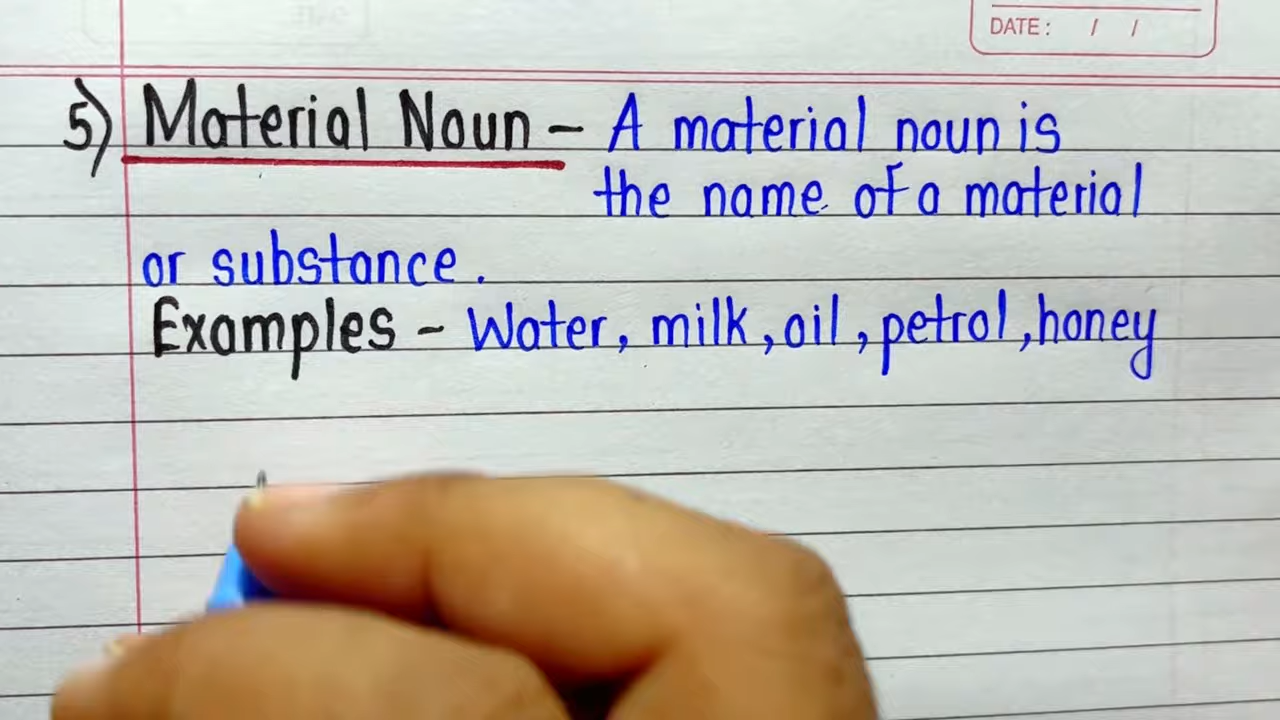 DATE: / /
5) Material Noun - A material noun is
the name of a material
or substance.
Examples - Water, milk, oil, petrol, honey